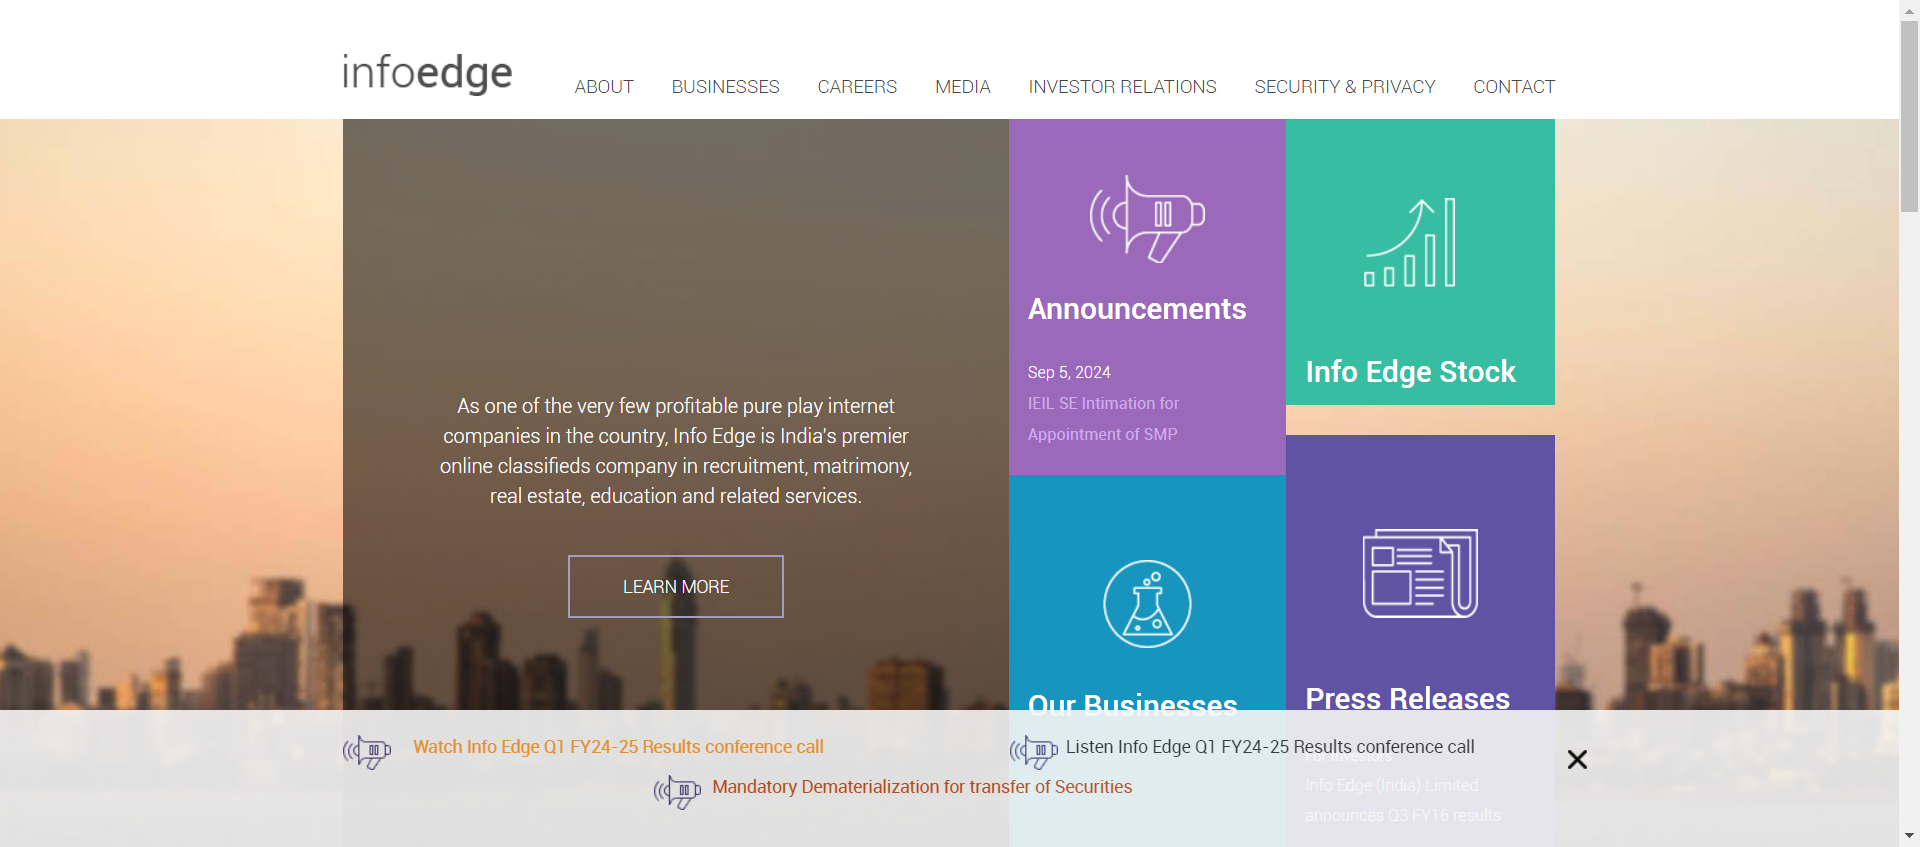 infoedge
ABOUT
BUSINESSES
CAREERS
MEDIA
INVESTOR RELATIONS
SECURITY & PRIVACY
CONTACT
As one of the very few profitable pure play internet
companies in the country, Info Edge is India's premier
online classifieds company in recruitment, matrimony,
real estate, education and related services.
LEARN MORE
Announcements
Sep 5, 2024
IEIL SE Intimation for
Appointment of SMP
Info Edge Stock
Our Businesses
Press Releases
For Investors
Info Edge (India) Limited
announces Q3 FY16 results
Watch Info Edge Q1 FY24-25 Results conference call
Listen Info Edge Q1 FY24-25 Results conference call
Mandatory Dematerialization for transfer of Securities